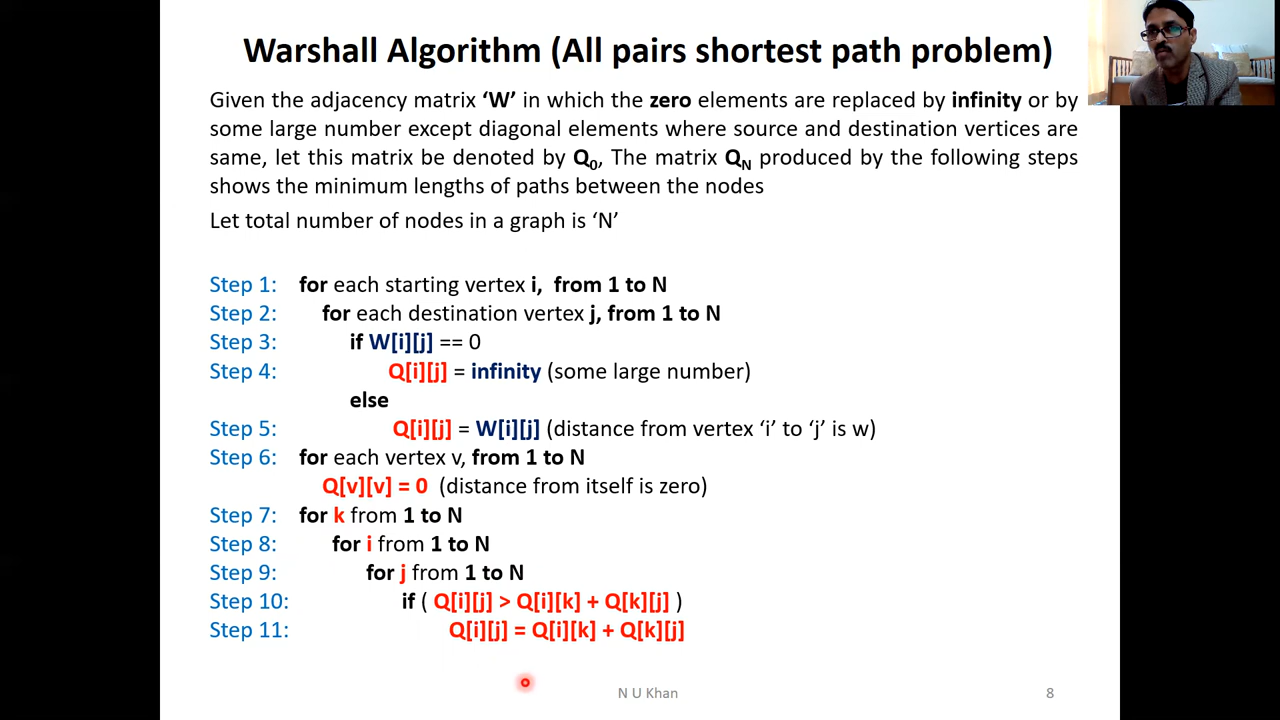 Warshall Algorithm (All pairs shortest path problem)
Given the adjacency matrix ‘W’ in which the zero elements are replaced by infinity or by
some large number except diagonal elements where source and destination vertices are
same, let this matrix be denoted by Q0, The matrix QN produced by the following steps
shows the minimum lengths of paths between the nodes
Let total number of nodes in a graph is ‘N’
Step 1: for each starting vertex i, from 1 to N
Step 2: for each destination vertex j, from 1 to N
Step 3: if W[i][j] == 0
Step 4: Q[i][j] = infinity (some large number)
else
Step 5: Q[i][j] = W[i][j] (distance from vertex ‘i’ to ‘j’ is w)
Step 6: for each vertex v, from 1 to N
Q[v][v] = 0 (distance from itself is zero)
Step 7: for k from 1 to N
Step 8: for i from 1 to N
Step 9: for j from 1 to N
Step 10: if ( Q[i][j] > Q[i][k] + Q[k][j] )
Step 11: Q[i][j] = Q[i][k] + Q[k][j]
N U Khan 8